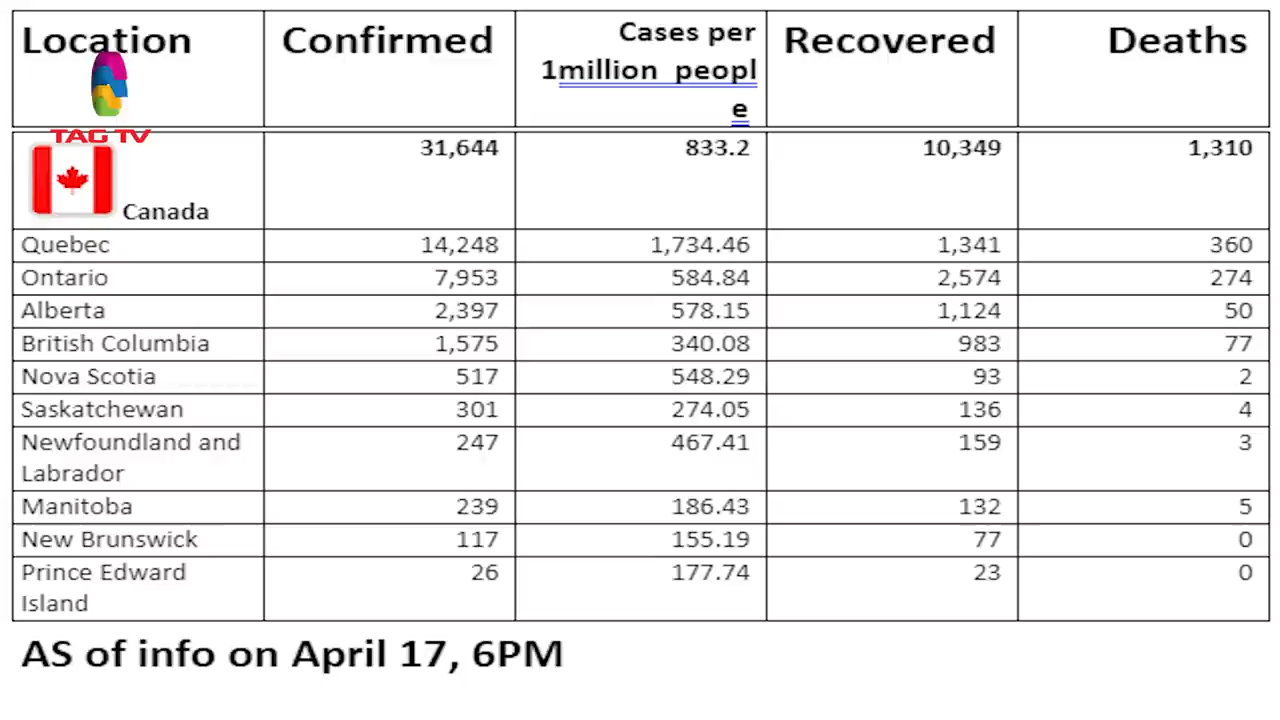 Location Confirmed Cases per 1million peopl e Recovered Deaths
TAG TV
Canada 31,644 833.2 10,349 1,310
Quebec 14,248 1,734.46 1,341 360
Ontario 7,953 584.84 2,574 274
Alberta 2,397 578.15 1,124 50
British Columbia 1,575 340.08 983 77
Nova Scotia 517 548.29 93 2
Saskatchewan 301 274.05 136 4
Newfoundland and Labrador 247 467.41 159 3
Manitoba 239 186.43 132 5
New Brunswick 117 155.19 77 0
Prince Edward Island 26 177.74 23 0
AS of info on April 17, 6PM